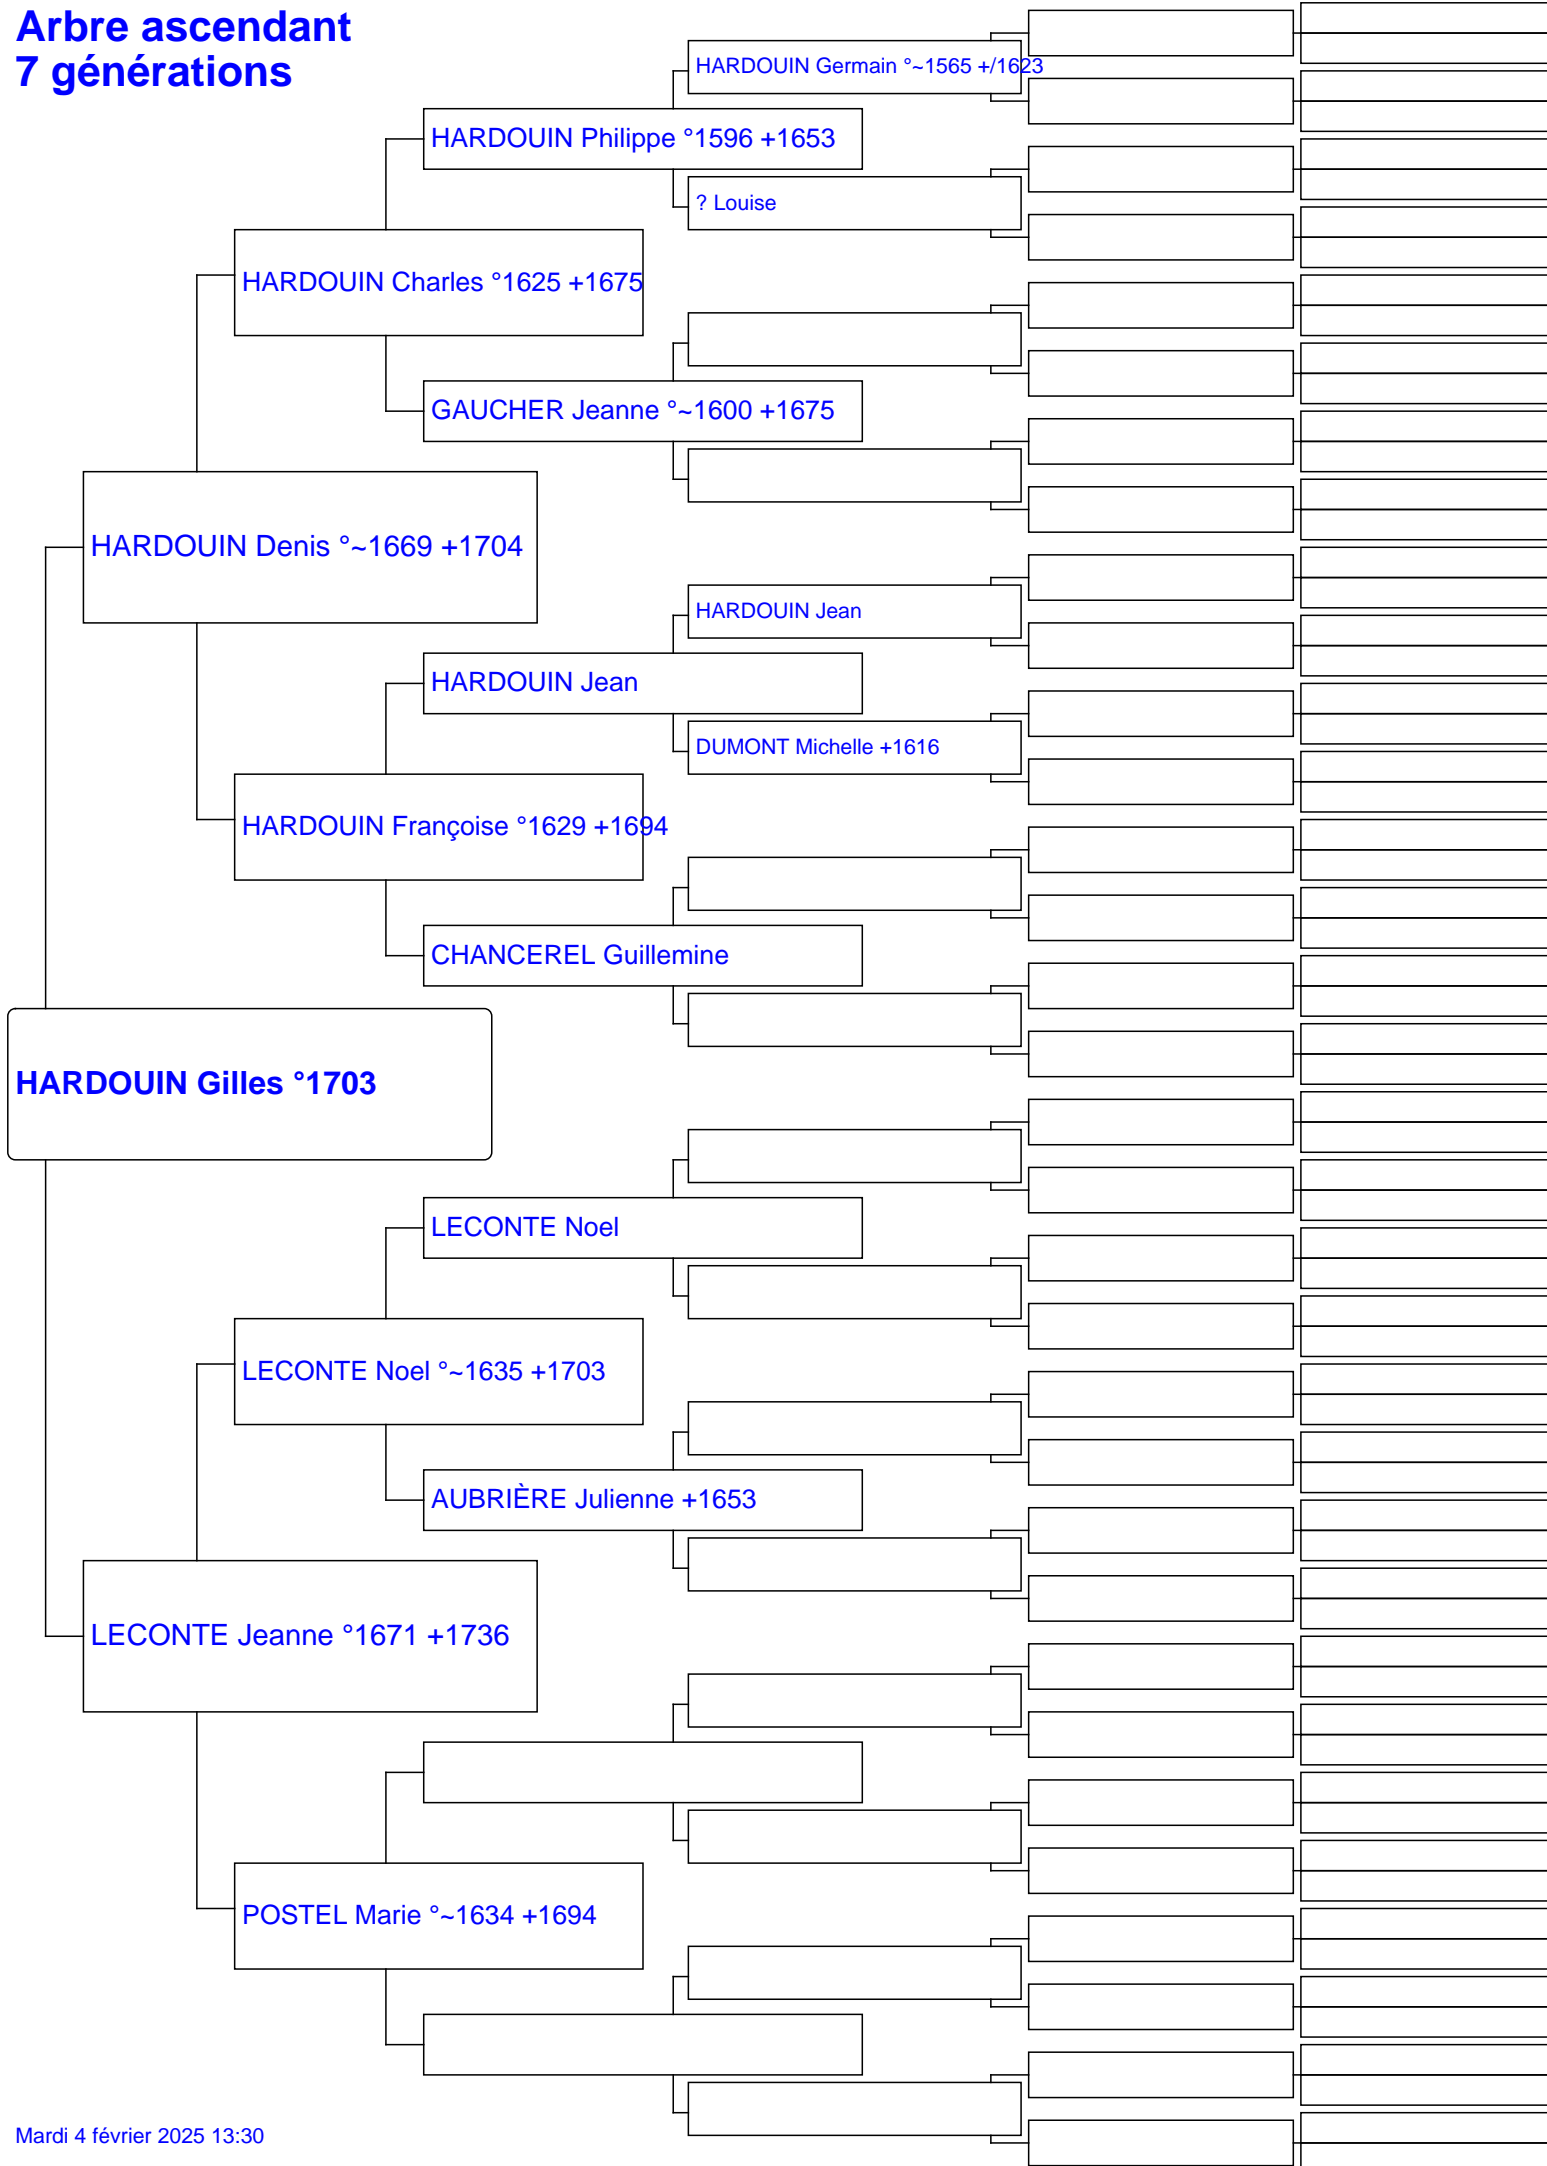 Arbre ascendant
7 générations
HARDOUIN Germain °~1565 +/1623
HARDOUIN Philippe °1596 +1653
? Louise
HARDOUIN Charles °1625 +1675
GAUCHER Jeanne °~1600 +1675
HARDOUIN Denis °~1669 +1704
HARDOUIN Jean
HARDOUIN Jean
DUMONT Michelle +1616
HARDOUIN Françoise °1629 +1694
CHANCEREL Guillemine
HARDOUIN Gilles °1703
LECONTE Noel
LECONTE Noel °~1635 +1703
AUBRIÈRE Julienne +1653
LECONTE Jeanne °1671 +1736
POSTEL Marie °~1634 +1694
Mardi 4 février 2025 13:30